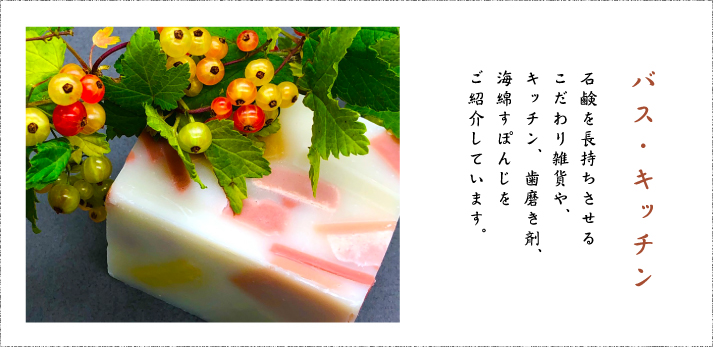 バス・キッチン
石鹸を長持ちさせる
こだわり雑貨や、
キッチン、歯磨き剤、
海綿すぽんじを
ご紹介しています。